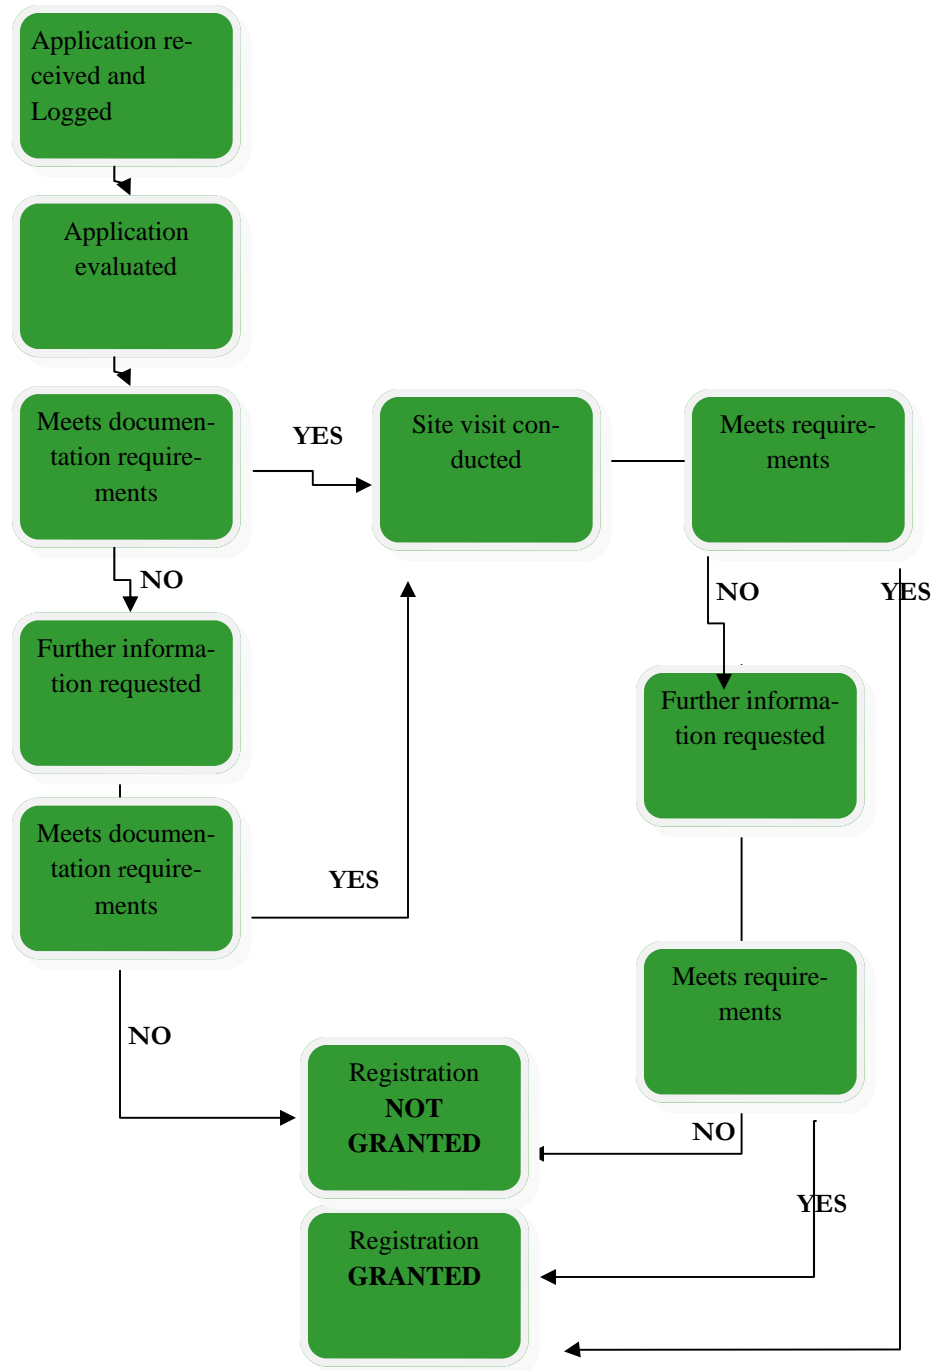 Application re-
ceived and
Logged
Application
evaluated
Meets documen-
tation require-
ments
YES
Site visit con-
ducted
Meets require-
ments
NO
NO
YES
Further informa-
tion requested
Further informa-
tion requested
Meets documen-
tation require-
ments
YES
Meets require-
ments
NO
Registration
NOT
GRANTED
NO
YES
Registration
GRANTED